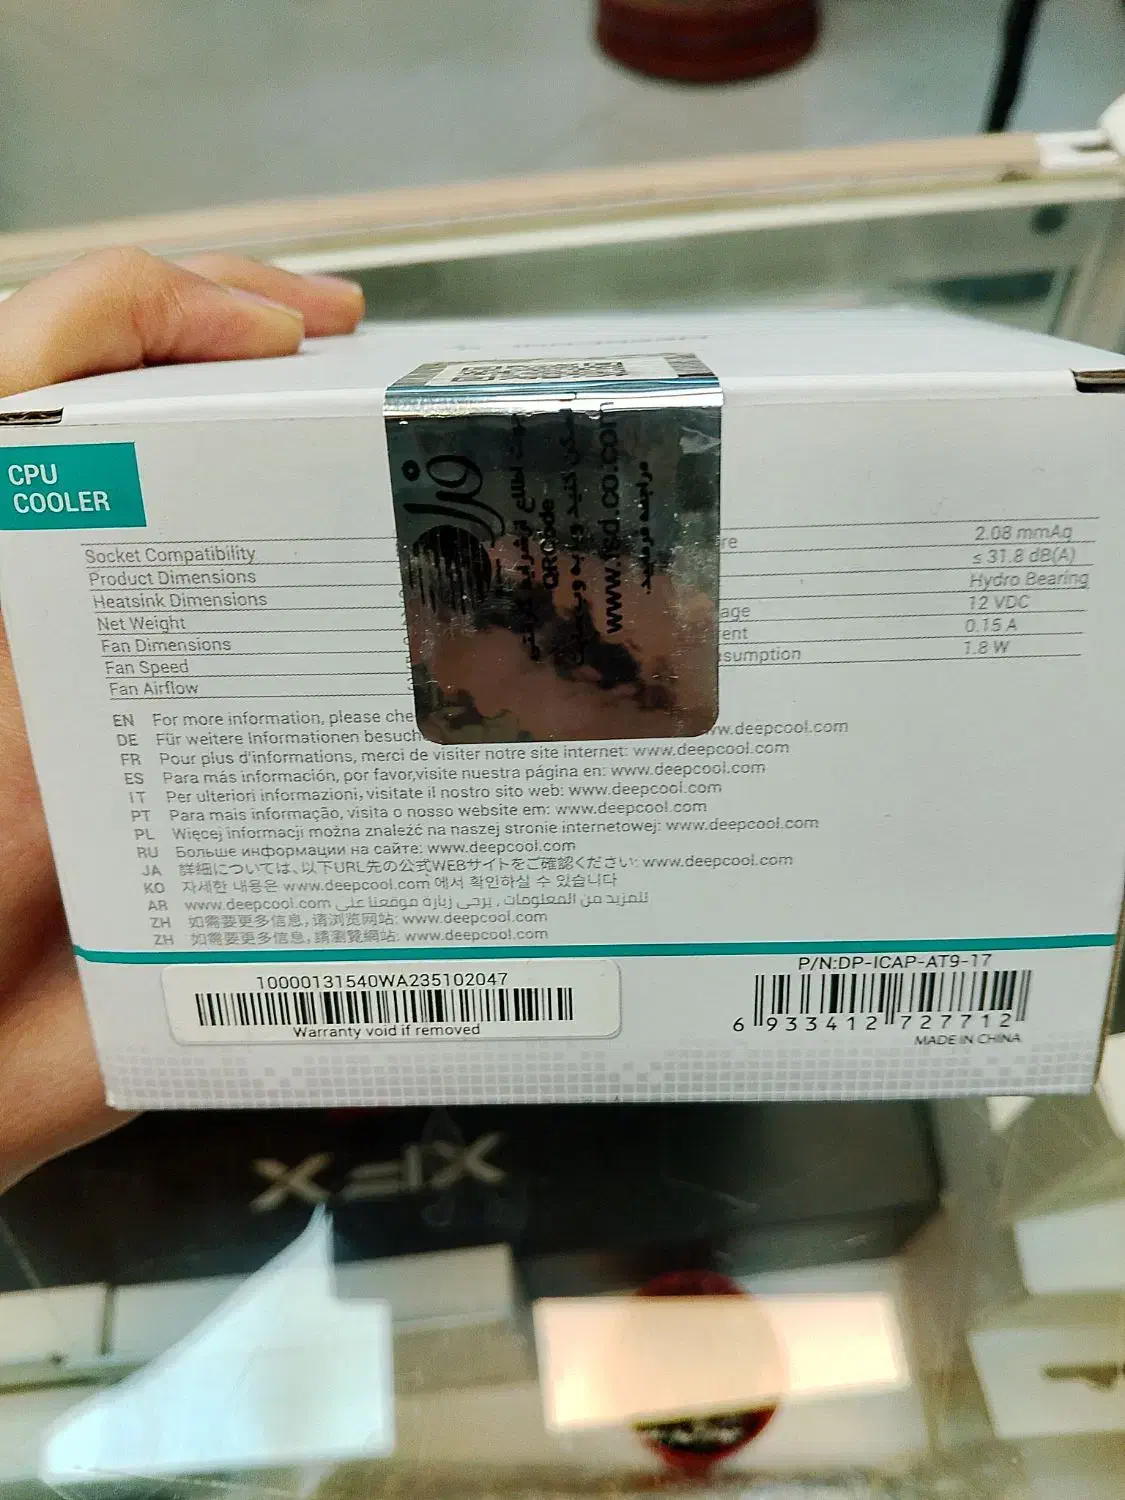 CPU
COOLER
Socket Compatibility
Product Dimensions
Heatsink Dimensions
Net Weight
Fan Dimensions
Fan Speed
Fan Airflow
re 2.08 mmAq
≤ 31.8 dB(A)
Hydro Bearing
age 12 VDC
ent 0.15 A
sumption 1.8 W
QRCode
www.fsd.co.com
مراجعه فرمایید.
EN For more information, please che
DE Für weitere Informationen besuch ww.deepcool.com
FR Pour plus d'informations, merci de visiter notre site internet: www.deepcool.com
ES Para más información, por favor,visite nuestra página en: www.deepcool.com
IT Per ulteriori informazioni, visitate il nostro sito web: www.deepcool.com
PT Para mais informação, visita o nosso website em: www.deepcool.com
PL Więcej informacji można znaleźć na naszej stronie internetowej: www.deepcool.com
RU Больше информации на сайте: www.deepcool.com
JA 詳細については、以下URL先の公式WEBサイトをご確認ください: www.deepcool.com
KO 자세한 내용은 www.deepcool.com 에서 확인하실 수 있습니다
AR للمزيد من المعلومات ، يرجى زيارة موقعنا على www.deepcool.com
ZH 如需要更多信息, 请浏览网站: www.deepcool.com
ZH 如需要更多信息, 請瀏覽網站: www.deepcool.com
10000131540WA235102047
Warranty void if removed
P/N:DP-ICAP-AT9-17
6 933412 727712
MADE IN CHINA